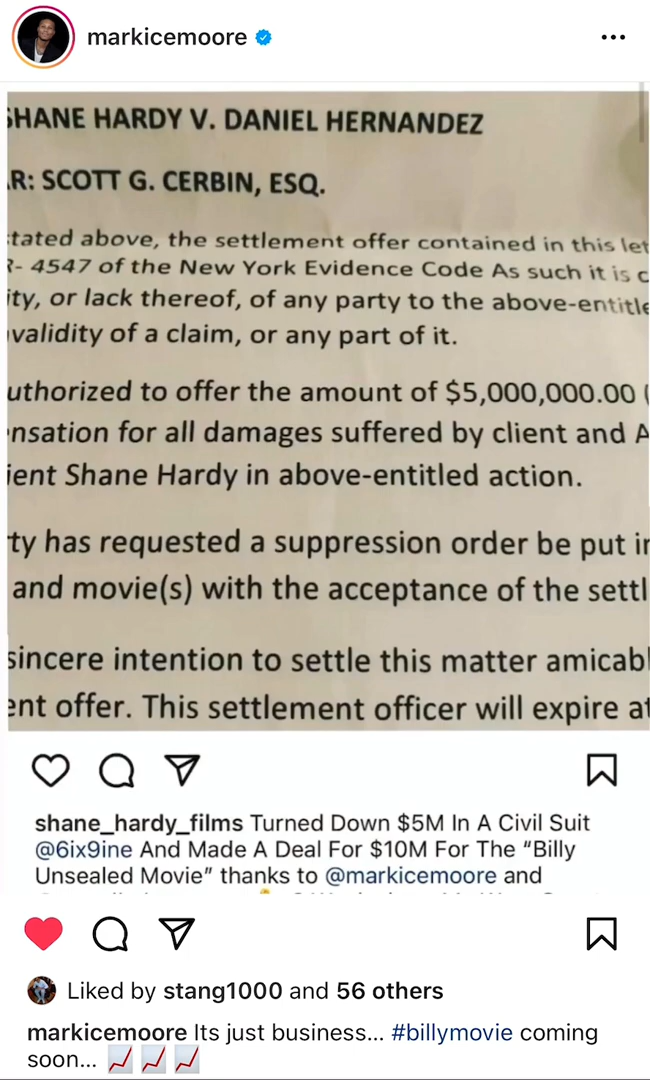 markicemoore
SHANE HARDY V. DANIEL HERNANDEZ
R: SCOTT G. CERBIN, ESQ.
tated above, the settlement offer contained in this let
- 4547 of the New York Evidence Code As such it is c
ity, or lack thereof, of any party to the above-entitle
validity of a claim, or any part of it.
uthorized to offer the amount of $5,000,000.00 (
nsation for all damages suffered by client and A
ient Shane Hardy in above-entitled action.
ty has requested a suppression order be put in
and movie(s) with the acceptance of the settl
sincere intention to settle this matter amicabl
ent offer. This settlement officer will expire at
shane_hardy_films Turned Down $5M In A Civil Suit
@6ix9ine And Made A Deal For $10M For The "Billy
Unsealed Movie" thanks to @markicemoore and
Liked by stang1000 and 56 others
markicemoore Its just business... #billymovie coming
soon...